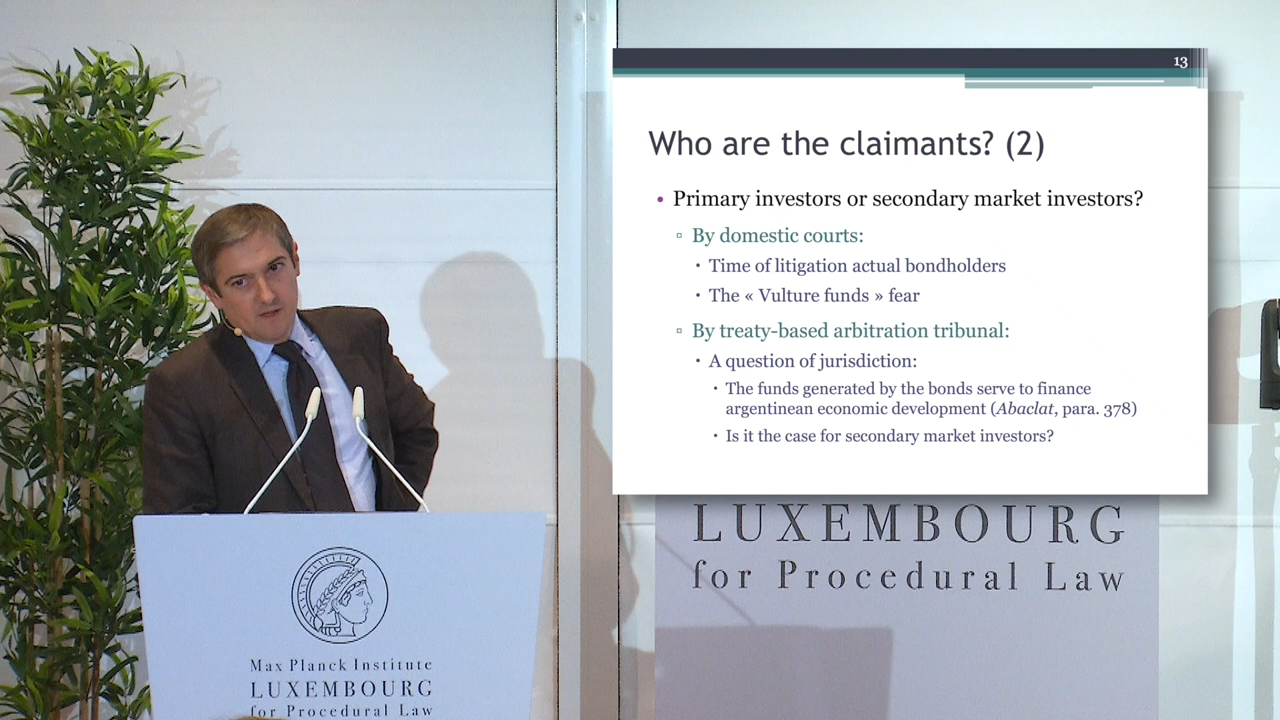 13
Who are the claimants? (2)
• Primary investors or secondary market investors?
▫ By domestic courts:
• Time of litigation actual bondholders
• The « Vulture funds » fear
▫ By treaty-based arbitration tribunal:
• A question of jurisdiction:
• The funds generated by the bonds serve to finance
argentinean economic development (Abaclat, para. 378)
• Is it the case for secondary market investors?
LUXEMBOURG
for Procedural Law
Max Planck Institute
LUXEMBOURG
for Procedural Law